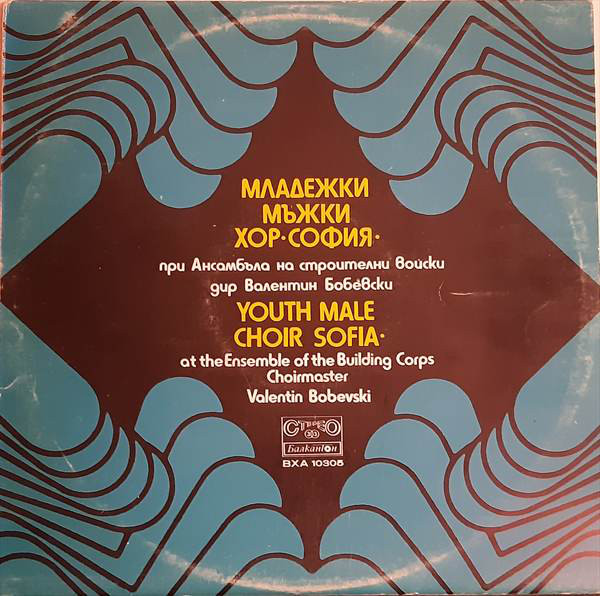 МЛАДЕЖКИ
МЪЖКИ
ХОР·СОФИЯ·
при Ансамбъла на строителни войски
дир Валентин Бобевски
YOUTH MALE
CHOIR SOFIA·
at the Ensemble of the Building Corps
Choirmaster
Valentin Bobevski
СТЕРЕО
33
Балкантон
ВХА 10305